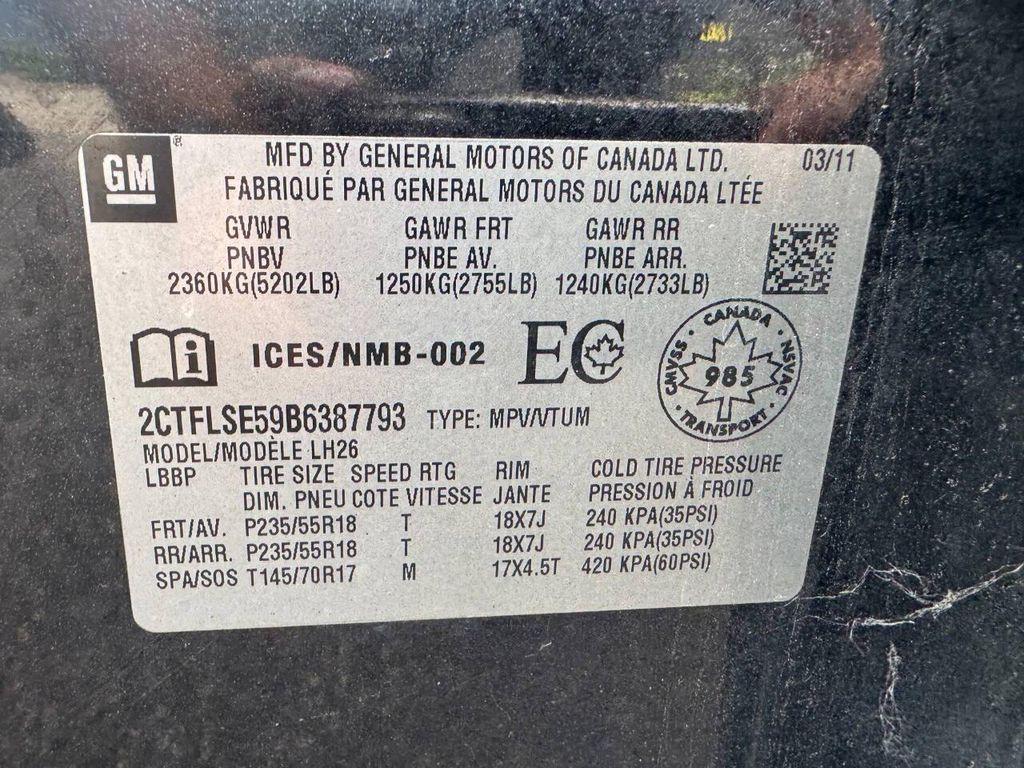 GM
MFD BY GENERAL MOTORS OF CANADA LTD. 03/11
FABRIQUÉ PAR GENERAL MOTORS DU CANADA LTÉE
GVWR GAWR FRT GAWR RR
PNBV PNBE AV. PNBE ARR.
2360KG(5202LB) 1250KG(2755LB) 1240KG(2733LB)
i ICES/NMB-002 EC
CANADA
CMVSS 985 NSVAC
TRANSPORT
2CTFLSE59B6387793 TYPE: MPV/VTUM
MODEL/MODÈLE LH26
LBBP TIRE SIZE SPEED RTG RIM COLD TIRE PRESSURE
DIM. PNEU COTE VITESSE JANTE PRESSION À FROID
FRT/AV. P235/55R18 T 18X7J 240 KPA(35PSI)
RR/ARR. P235/55R18 T 18X7J 240 KPA(35PSI)
SPA/SOS T145/70R17 M 17X4.5T 420 KPA(60PSI)